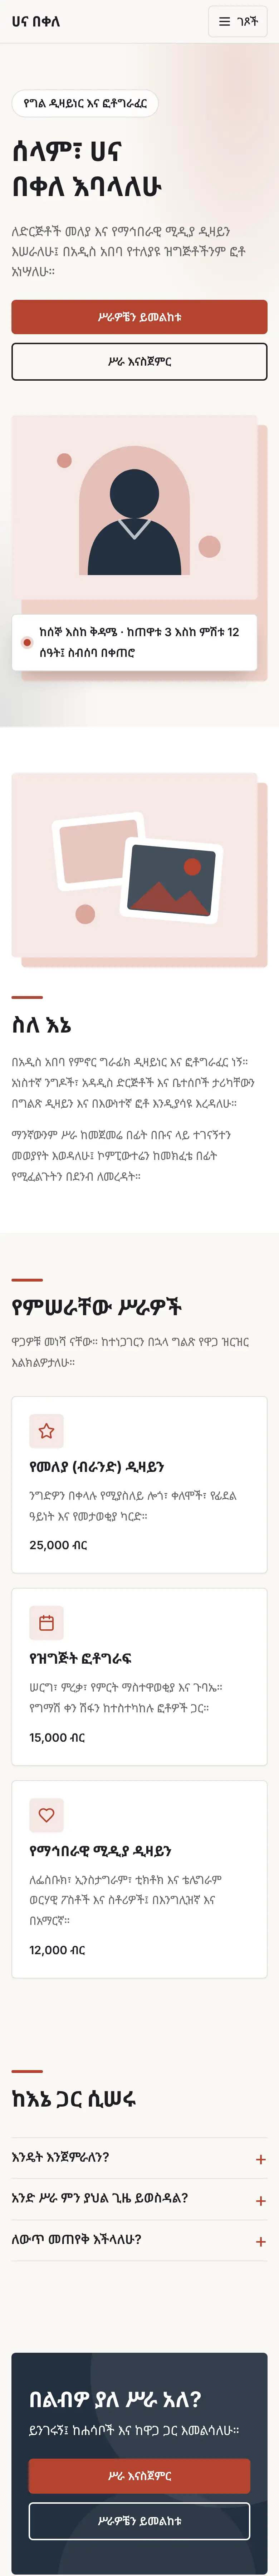 ሀና በቀለ
ገጾች
የግል ዲዛይነር እና ፎቶግራፈር
ሰላም፣ ሀና
በቀለ እባላለሁ
ለድርጅቶች መለያ እና የማኅበራዊ ሚዲያ ዲዛይን
እሠራለሁ፤ በአዲስ አበባ የተለያዩ ዝግጅቶችንም ፎቶ
አነሣለሁ።
ሥራዎቼን ይመልከቱ
ሥራ እናስጀምር
ከሰኞ እስከ ቅዳሜ · ከጠዋቱ 3 እስከ ምሽቱ 12
ሰዓት፤ ስብሰባ በቀጠሮ
ስለ እኔ
በአዲስ አበባ የምኖር ግራፊክ ዲዛይነር እና ፎቶግራፈር ነኝ።
አነስተኛ ንግዶች፣ አዳዲስ ድርጅቶች እና ቤተሰቦች ታሪካቸውን
በግልጽ ዲዛይን እና በእውነተኛ ፎቶ እንዲያሳዩ እረዳለሁ።
ማንኛውንም ሥራ ከመጀመሬ በፊት በቡና ላይ ተገናኝተን
መወያየት እወዳለሁ፤ ኮምፒውተሬን ከመክፈቴ በፊት
የሚፈልጉትን በደንብ ለመረዳት።
የምሠራቸው ሥራዎች
ዋጋዎቹ መነሻ ናቸው። ከተነጋገርን በኋላ ግልጽ የዋጋ ዝርዝር
እልክልዎታለሁ።
የመለያ (ብራንድ) ዲዛይን
ንግድዎን በቀላሉ የሚያስለይ ሎጎ፣ ቀለሞች፣ የፊደል
ዓይነት እና የመታወቂያ ካርድ።
25,000 ብር
የዝግጅት ፎቶግራፍ
ሠርግ፣ ምረቃ፣ የምርት ማስተዋወቂያ እና ጉባኤ።
የግማሽ ቀን ሽፋን ከተስተካከሉ ፎቶዎች ጋር።
15,000 ብር
የማኅበራዊ ሚዲያ ዲዛይን
ለፌስቡክ፣ ኢንስታግራም፣ ቲክቶክ እና ቴሌግራም
ወርሃዊ ፖስቶች እና ስቶሪዎች፤ በእንግሊዝኛ እና
በአማርኛ።
12,000 ብር
ከእኔ ጋር ሲሠሩ
እንዴት እንጀምራለን?
አንድ ሥራ ምን ያህል ጊዜ ይወስዳል?
ለውጥ መጠየቅ እችላለሁ?
በልብዎ ያለ ሥራ አለ?
ይንገሩኝ፤ ከሐሳቦች እና ከዋጋ ጋር እመልሳለሁ።
ሥራ እናስጀምር
ሥራዎቼን ይመልከቱ